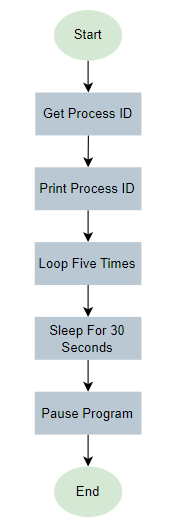 Start
Get Process ID
Print Process ID
Loop Five Times
Sleep For 30
Seconds
Pause Program
End